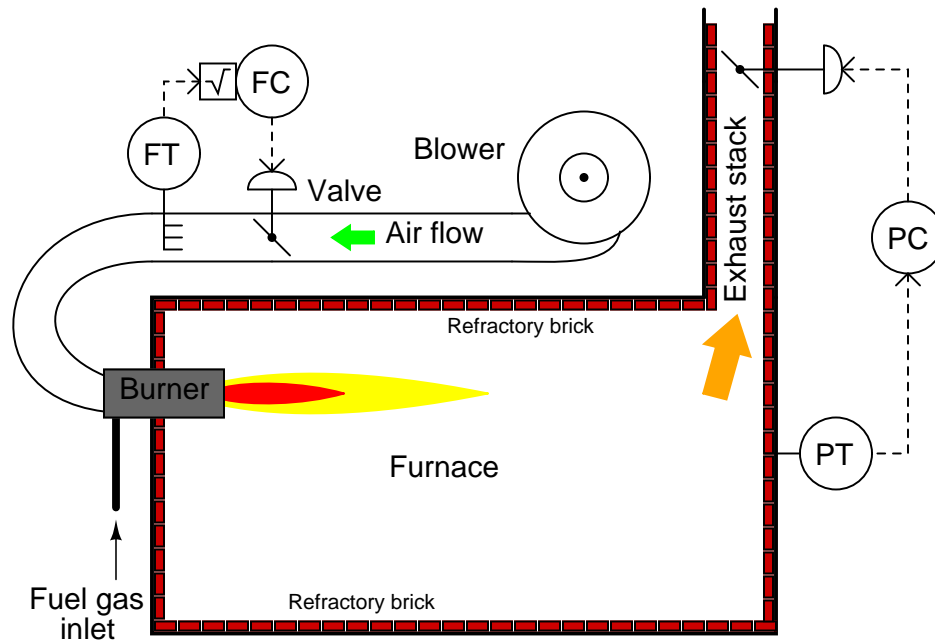 √
FC
FT
Blower
Valve
Air flow
Exhaust stack
PC
Refractory brick
Burner
Furnace
PT
Refractory brick
Fuel gas
inlet